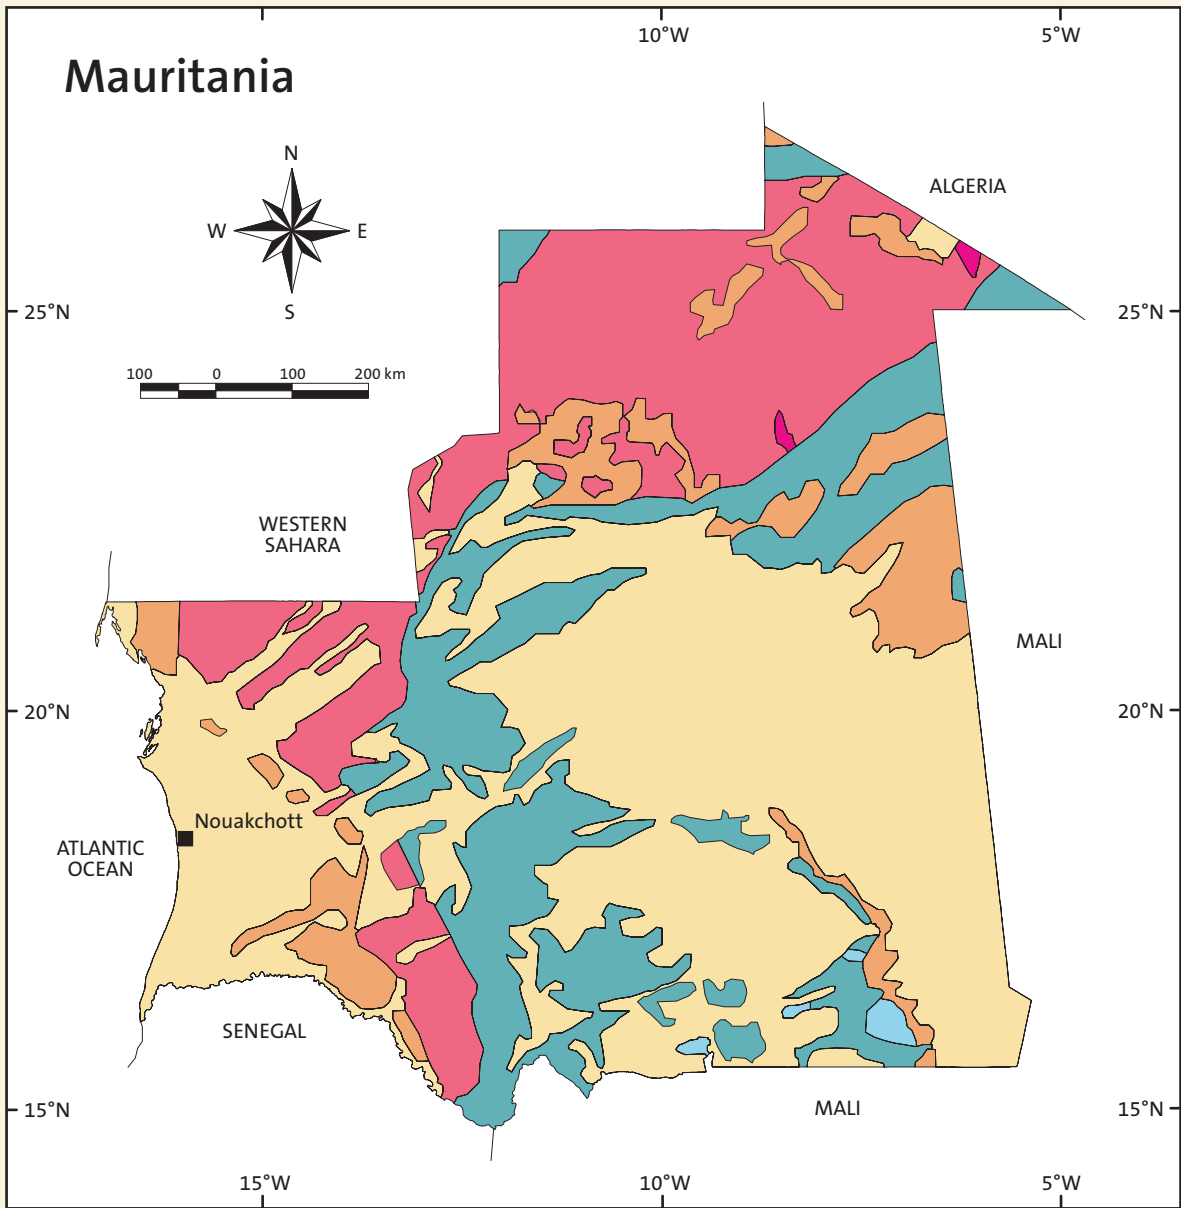 10°W
5°W
Mauritania
N
ALGERIA
W
E
S
25°N
25°N
100
0
100
200 km
WESTERN
SAHARA
MALI
20°N
20°N
Nouakchott
ATLANTIC
OCEAN
SENEGAL
15°N
MALI
15°N
15°W
10°W
5°W